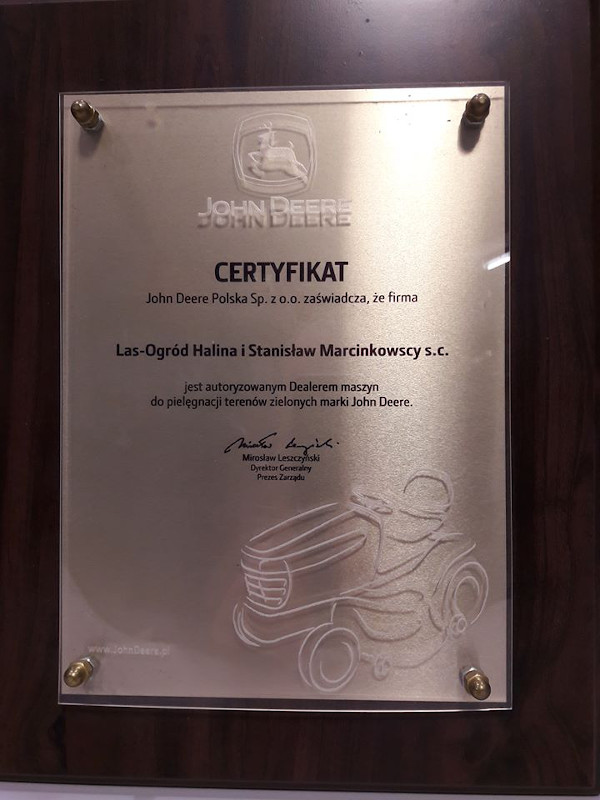 JOHN DEERE
CERTYFIKAT
John Deere Polska Sp. z o.o. zaświadcza, że firma
Las-Ogród Halina i Stanisław Marcinkowscy s.c.
jest autoryzowanym Dealerem maszyn
do pielęgnacji terenów zielonych marki John Deere.
Mirosław Leszczyński
Dyrektor Generalny
Prezes Zarządu
www.JohnDeere.pl